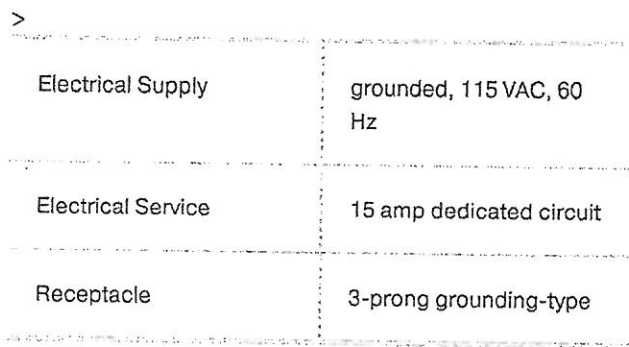 >
Electrical Supply grounded, 115 VAC, 60
Hz
Electrical Service 15 amp dedicated circuit
Receptacle 3-prong grounding-type